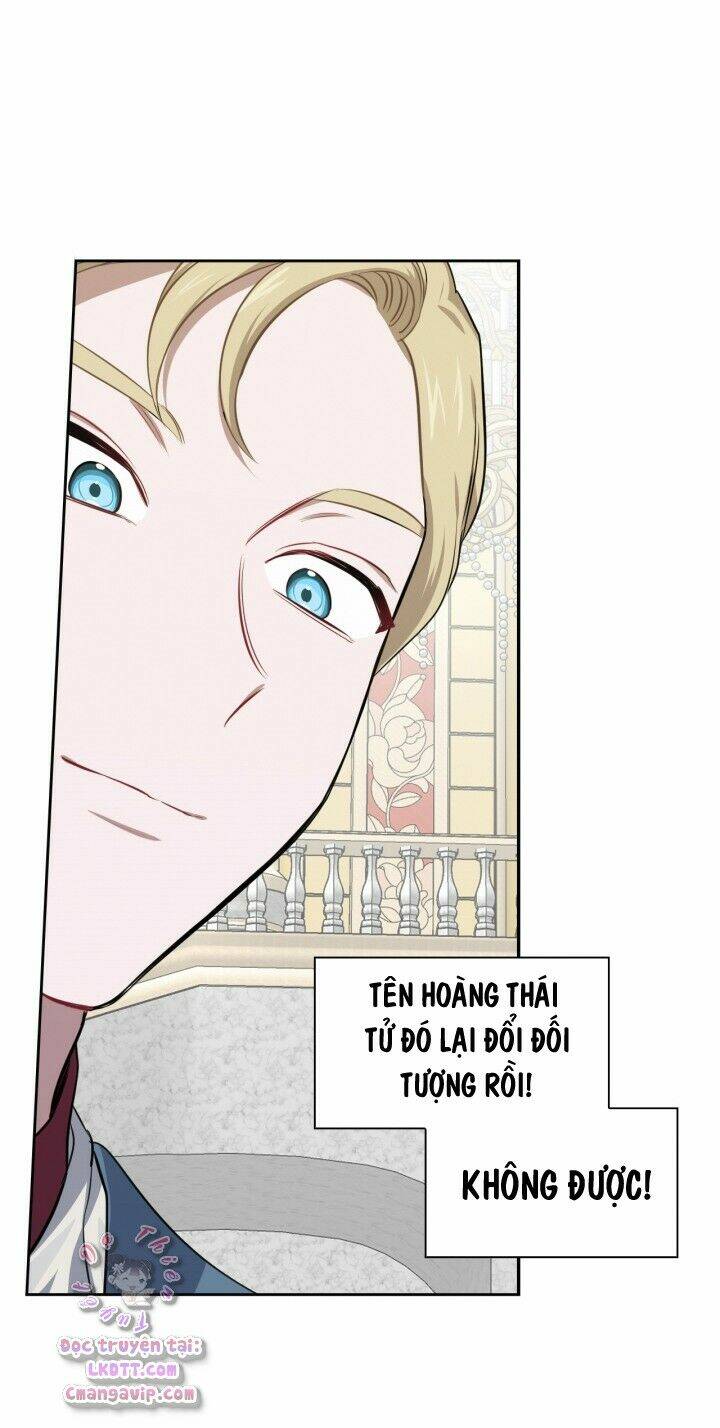 TÊN HOÀNG THÁI
TỬ ĐÓ LẠI ĐỔI ĐỐI
TƯỢNG RỒI!
KHÔNG ĐƯỢC!
Đọc truyện tại:
LKDTT.com
Cmangavip.com